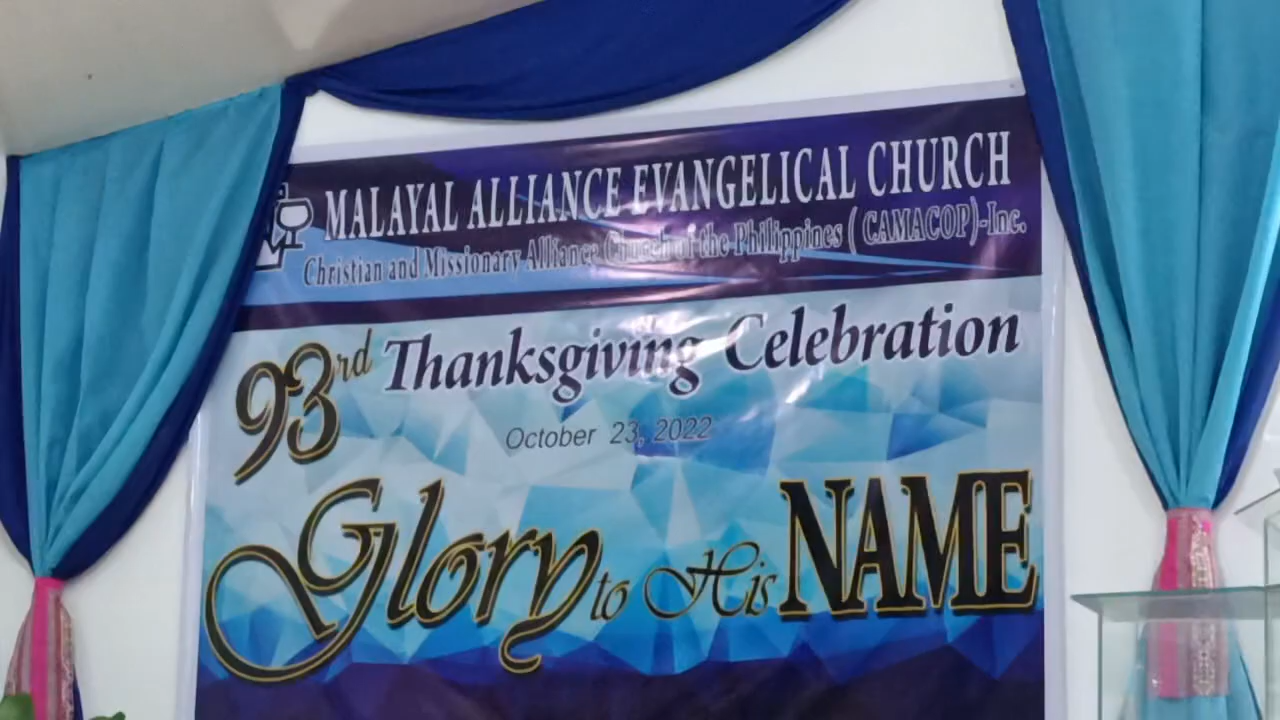 MALAYAL ALLIANCE EVANGELICAL CHURCH
Christian and Missionary Alliance Church of the Philippines ( CAMACOP)-Inc.
93rd Thanksgiving Celebration
October 23, 2022
Glory to His NAME